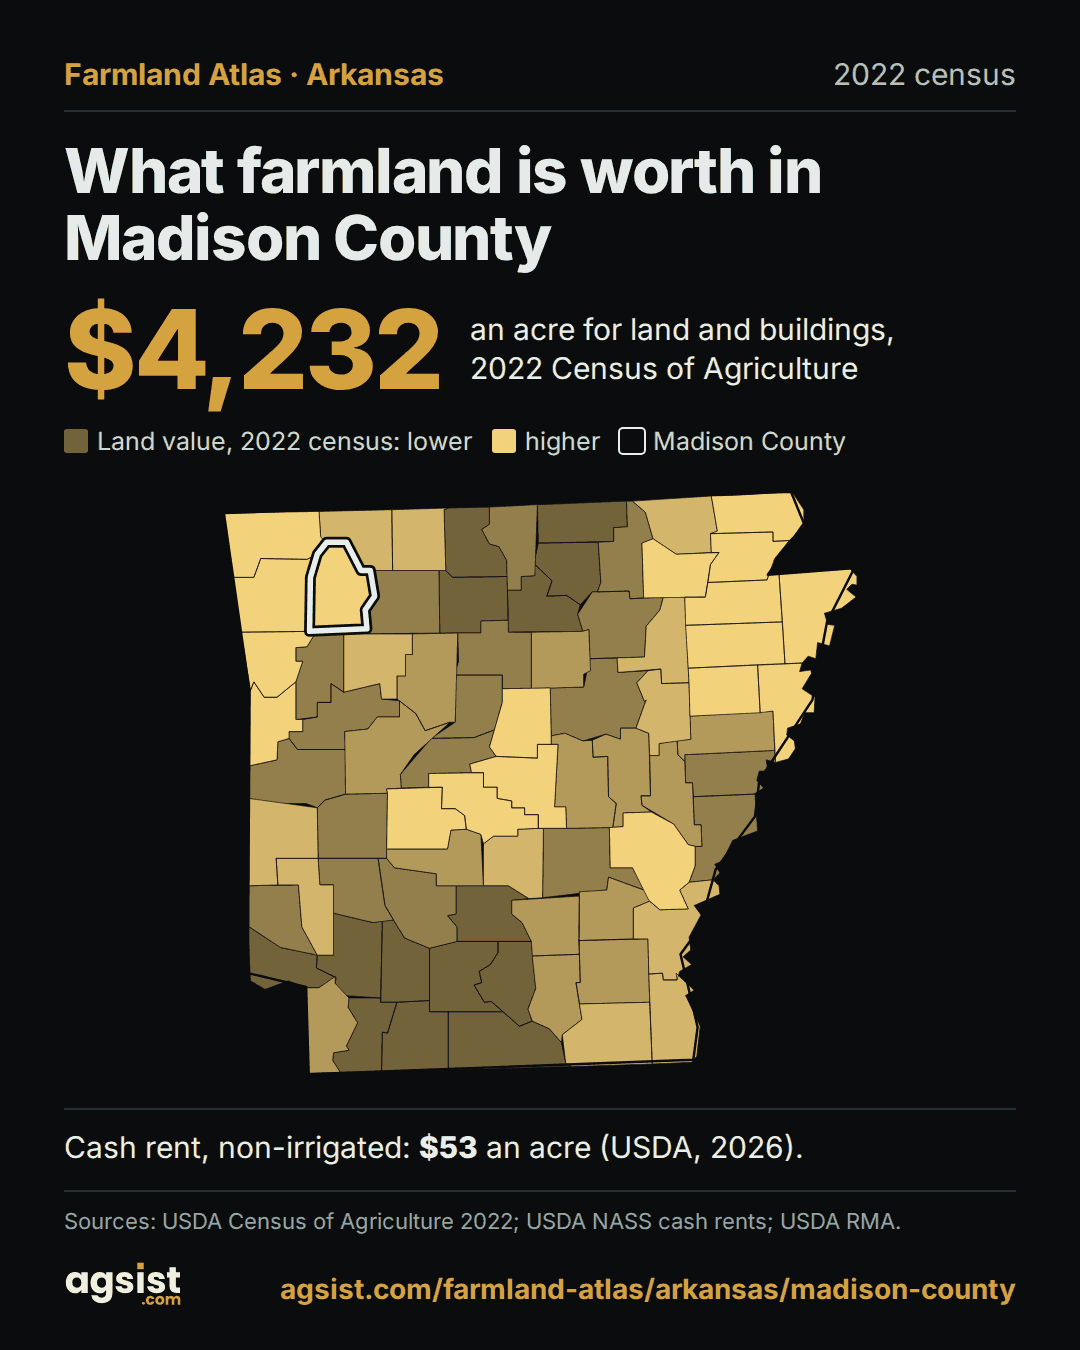 Farmland Atlas · Arkansas
2022 census
What farmland is worth in
Madison County
$4,232
an acre for land and buildings,
2022 Census of Agriculture
Land value, 2022 census: lower
higher
Madison County
Cash rent, non-irrigated: $53 an acre (USDA, 2026).
Sources: USDA Census of Agriculture 2022; USDA NASS cash rents; USDA RMA.
agsist
.com
agsist.com/farmland-atlas/arkansas/madison-county